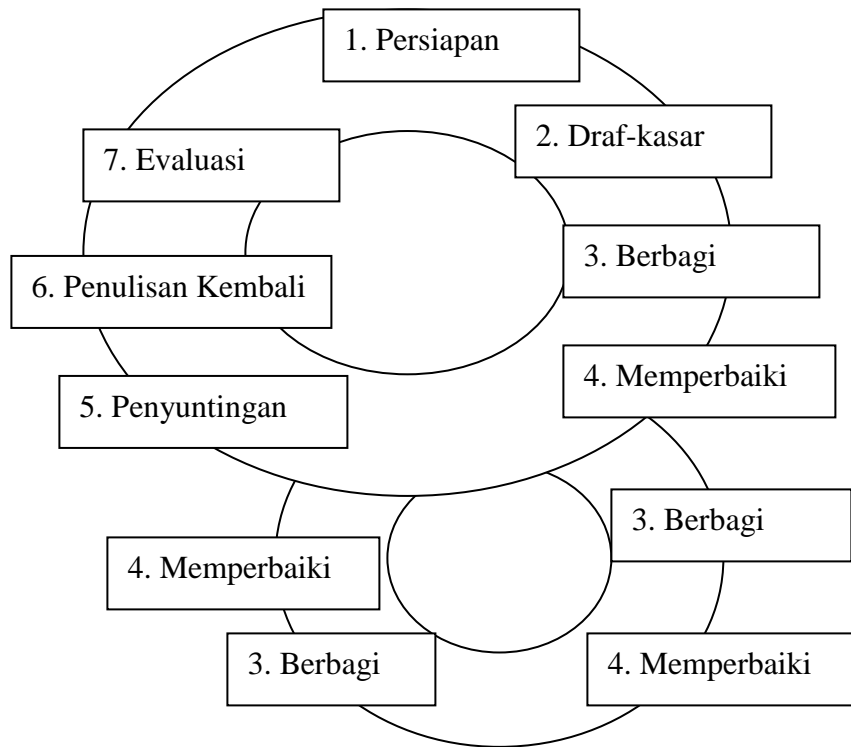 1. Persiapan
2. Draf-kasar
3. Berbagi
4. Memperbaiki
5. Penyuntingan
6. Penulisan Kembali
7. Evaluasi
3. Berbagi
4. Memperbaiki
3. Berbagi
4. Memperbaiki